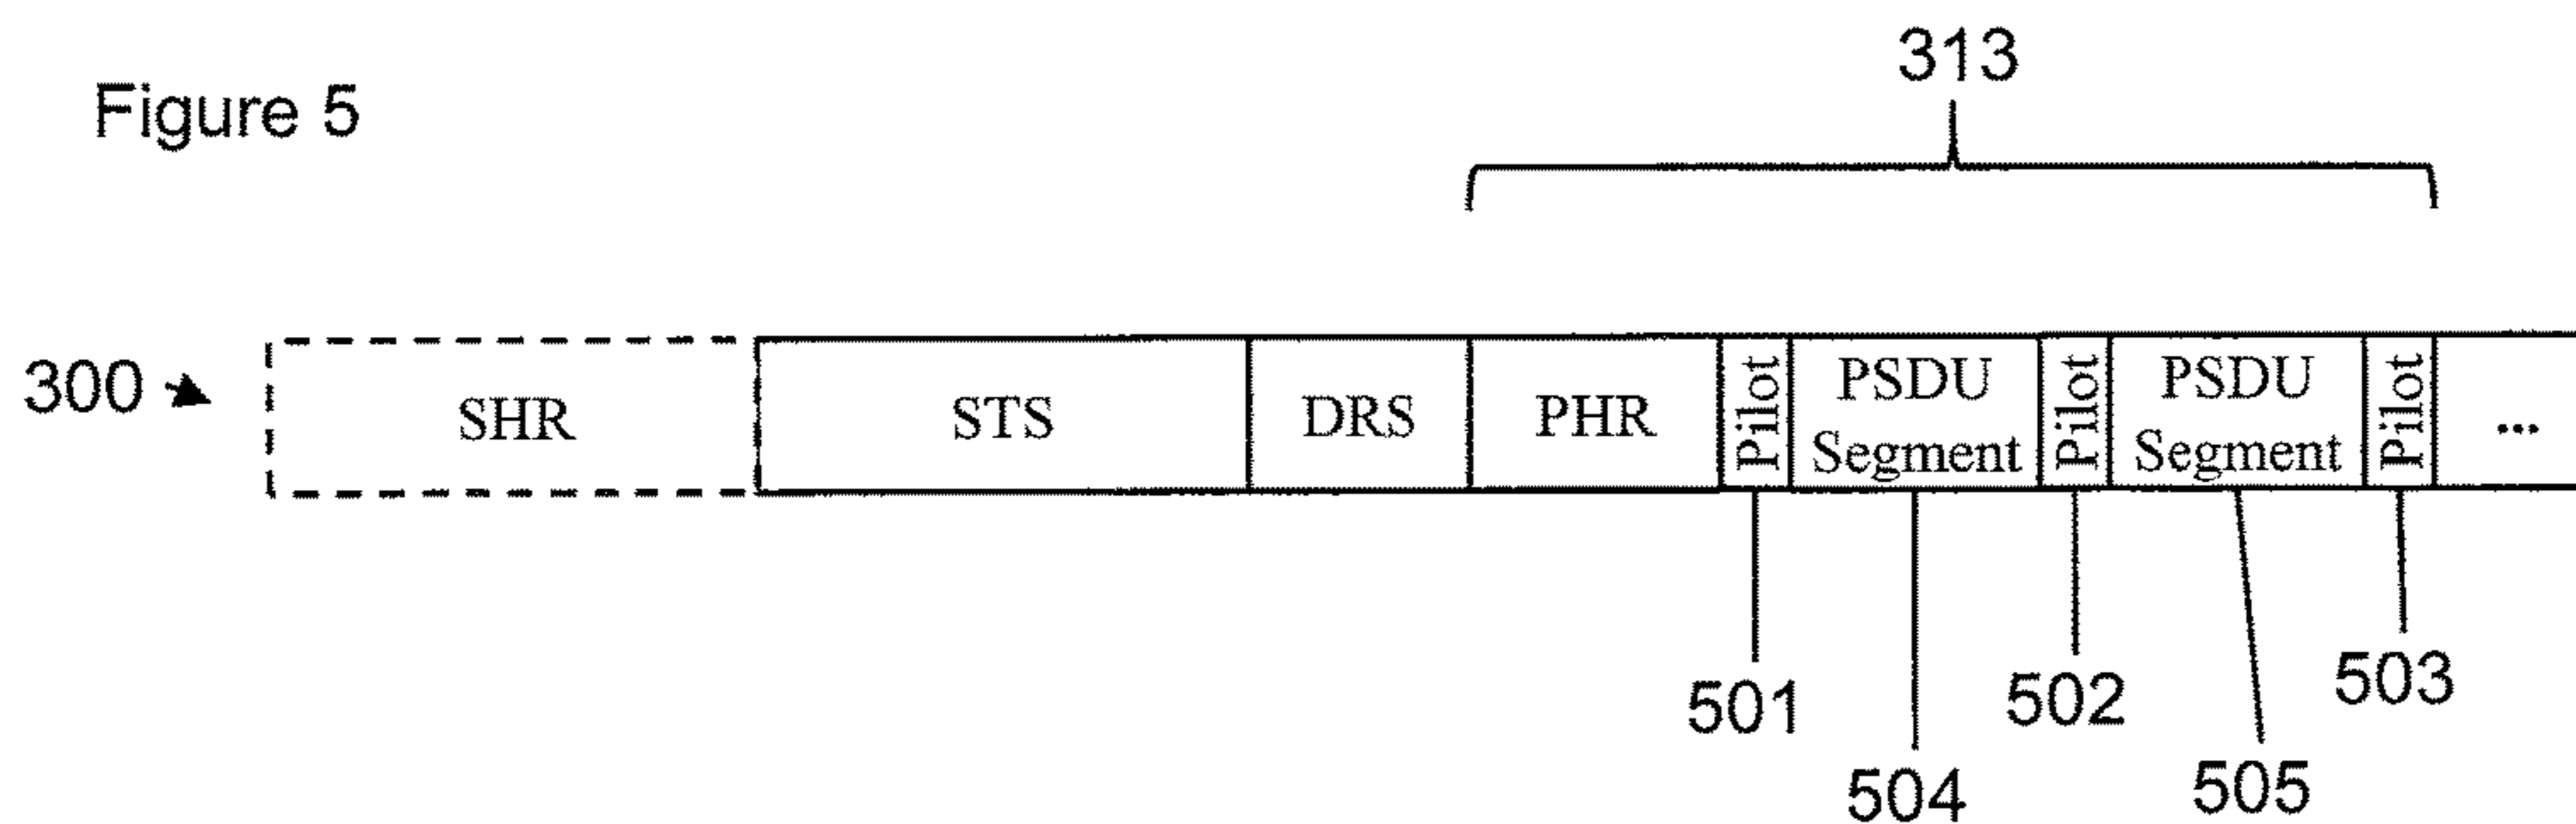 Figure 5
313
300
SHR
STS
DRS
PHR
Pilot
PSDU
Segment
Pilot
PSDU
Segment
Pilot
...
501
504
502
505
503